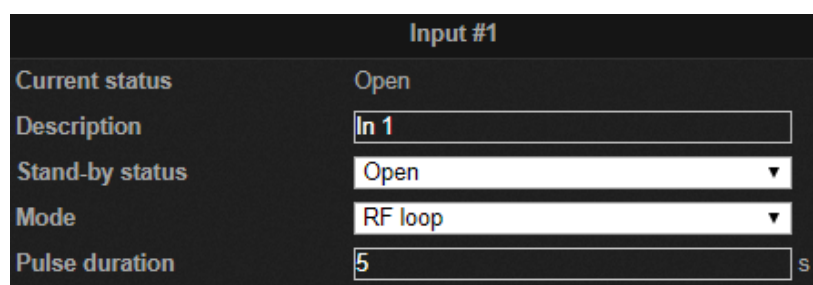 Input #1
Current status Open
Description In 1
Stand-by status Open
Mode RF loop
Pulse duration 5 s